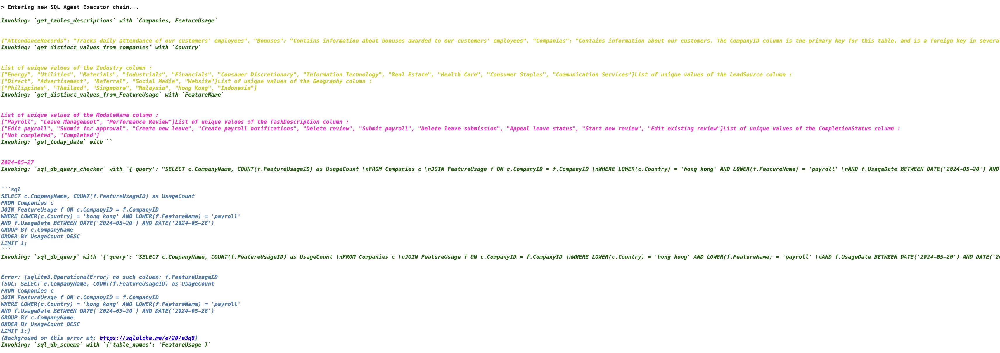 > Entering new SQL Agent Executor chain...
Invoking: `get_tables_descriptions` with `Companies, FeatureUsage`
{"AttendanceRecords": "Tracks daily attendance of our customers' employees", "Bonuses": "Contains information about bonuses awarded to our customers' employees", "Companies": "Contains information about our customers. The CompanyID column is the primary key for this table, and is a foreign key in severa
Invoking: `get_distinct_values_from_companies` with `Country`
List of unique values of the Industry column :
["Energy", "Utilities", "Materials", "Industrials", "Financials", "Consumer Discretionary", "Information Technology", "Real Estate", "Health Care", "Consumer Staples", "Communication Services"]List of unique values of the LeadSource column :
["Direct", "Advertisement", "Referral", "Social Media", "Website"]List of unique values of the Geography column :
["Philippines", "Thailand", "Singapore", "Malaysia", "Hong Kong", "Indonesia"]
Invoking: `get_distinct_values_from_FeatureUsage` with `FeatureName`
List of unique values of the ModuleName column :
["Payroll", "Leave Management", "Performance Review"]List of unique values of the TaskDescription column :
["Edit payroll", "Submit for approval", "Create new leave", "Create payroll notifications", "Delete review", "Submit payroll", "Delete leave submission", "Appeal leave status", "Start new review", "Edit existing review"]List of unique values of the CompletionStatus column :
["Not completed", "Completed"]
Invoking: `get_today_date` with ``
2024-05-27
Invoking: `sql_db_query_checker` with `{'query': "SELECT c.CompanyName, COUNT(f.FeatureUsageID) as UsageCount \nFROM Companies c \nJOIN FeatureUsage f ON c.CompanyID = f.CompanyID \nWHERE LOWER(c.Country) = 'hong kong' AND LOWER(f.FeatureName) = 'payroll' \nAND f.UsageDate BETWEEN DATE('2024-05-20') AND
```sql
SELECT c.CompanyName, COUNT(f.FeatureUsageID) as UsageCount
FROM Companies c
JOIN FeatureUsage f ON c.CompanyID = f.CompanyID
WHERE LOWER(c.Country) = 'hong kong' AND LOWER(f.FeatureName) = 'payroll'
AND f.UsageDate BETWEEN DATE('2024-05-20') AND DATE('2024-05-26')
GROUP BY c.CompanyName
ORDER BY UsageCount DESC
LIMIT 1;
```
Invoking: `sql_db_query` with `{'query': "SELECT c.CompanyName, COUNT(f.FeatureUsageID) as UsageCount \nFROM Companies c \nJOIN FeatureUsage f ON c.CompanyID = f.CompanyID \nWHERE LOWER(c.Country) = 'hong kong' AND LOWER(f.FeatureName) = 'payroll' \nAND f.UsageDate BETWEEN DATE('2024-05-20') AND DATE('20
Error: (sqlite3.OperationalError) no such column: f.FeatureUsageID
[SQL: SELECT c.CompanyName, COUNT(f.FeatureUsageID) as UsageCount
FROM Companies c
JOIN FeatureUsage f ON c.CompanyID = f.CompanyID
WHERE LOWER(c.Country) = 'hong kong' AND LOWER(f.FeatureName) = 'payroll'
AND f.UsageDate BETWEEN DATE('2024-05-20') AND DATE('2024-05-26')
GROUP BY c.CompanyName
ORDER BY UsageCount DESC
LIMIT 1;]
(Background on this error at: https://sqlalche.me/e/20/e3q8)
Invoking: `sql_db_schema` with `{'table_names': 'FeatureUsage'}`